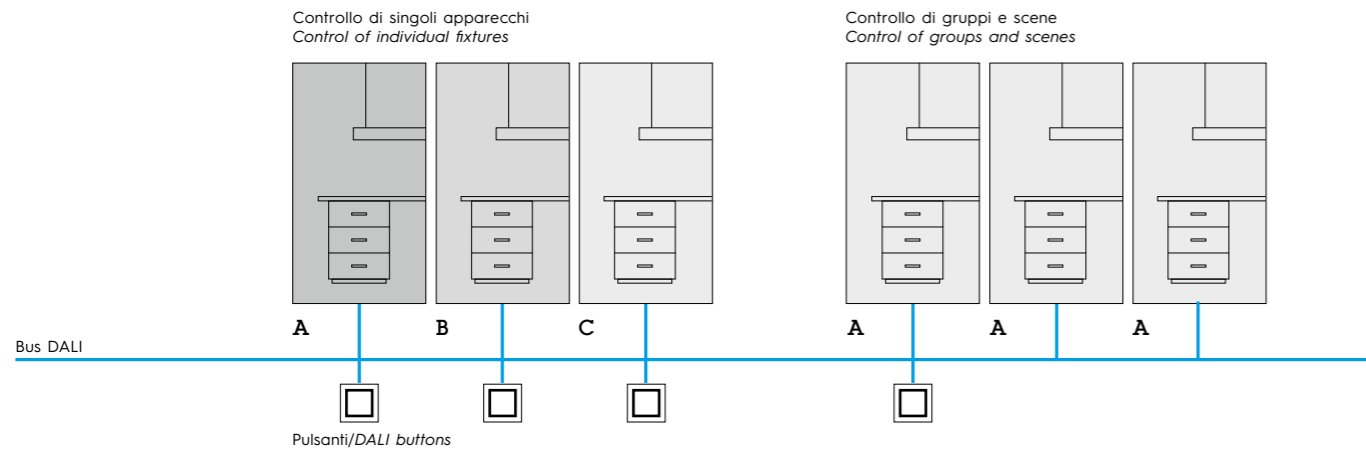 Controllo di singoli apparecchi
Control of individual fixtures
Controllo di gruppi e scene
Control of groups and scenes
A
B
C
A
A
A
Bus DALI
Pulsanti/DALI buttons